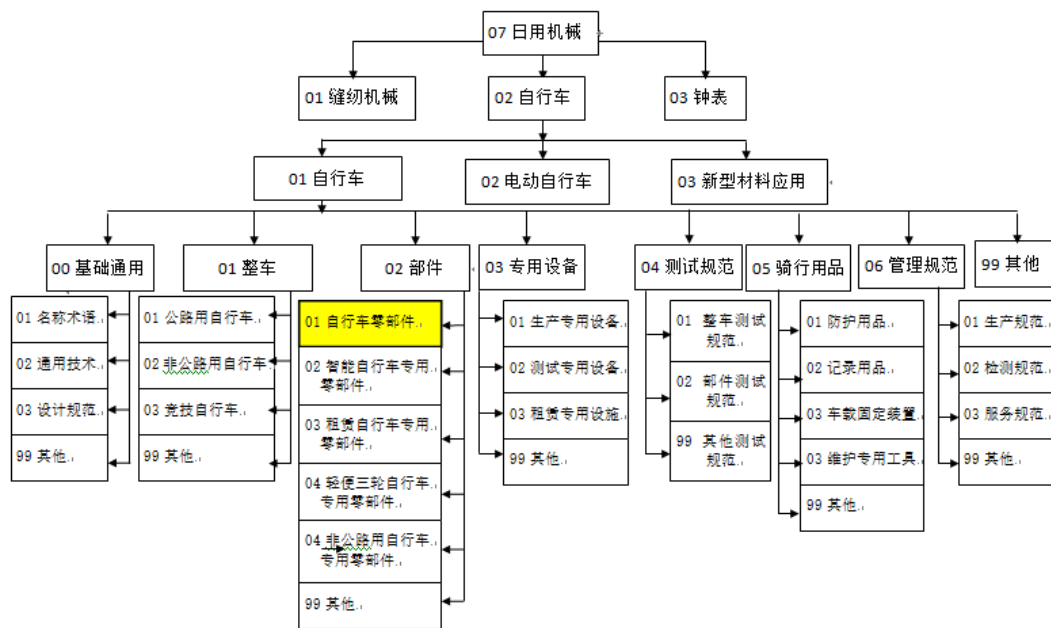 07 日用机械
01 缝纫机械
02 自行车
03 钟表
01 自行车
02 电动自行车
03 新型材料应用
00 基础通用
01 整车
02 部件
03 专用设备
04 测试规范
05 骑行用品
06 管理规范
99 其他
01 名称术语
02 通用技术
03 设计规范
99 其他
01 公路用自行车
02 非公路用自行车
03 竞技自行车
99 其他
01 自行车零部件
02 智能自行车专用
零部件
03 租赁自行车专用
零部件
04 轻便三轮自行车
专用零部件
04 非公路用自行车
专用零部件
99 其他
01 生产专用设备
02 测试专用设备
03 租赁专用设施
99 其他
01 整车测试
规范
02 部件测试
规范
99 其他测试
规范
01 防护用品
02 记录用品
03 车载固定装置
03 维护专用工具
99 其他
01 生产规范
02 检测规范
03 服务规范
99 其他